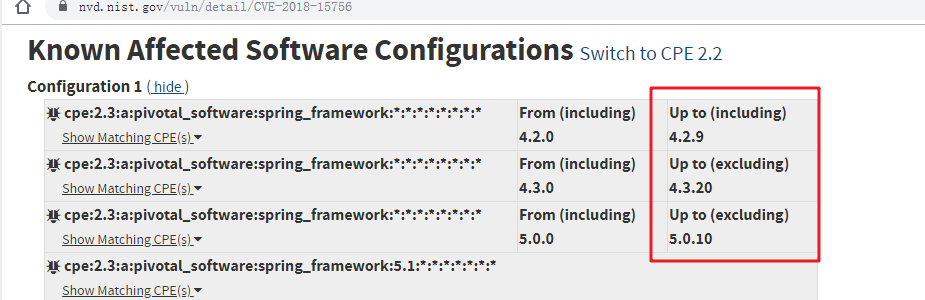 nvd.nist.gov/vuln/detail/CVE-2018-15756
Known Affected Software Configurations Switch to CPE 2.2
Configuration 1 ( hide )
cpe:2.3:a:pivotal_software:spring_framework:*:*:*:*:*:*:*:* From (including) Up to (including)
Show Matching CPE(s) 4.2.0 4.2.9
cpe:2.3:a:pivotal_software:spring_framework:*:*:*:*:*:*:*:* From (including) Up to (excluding)
Show Matching CPE(s) 4.3.0 4.3.20
cpe:2.3:a:pivotal_software:spring_framework:*:*:*:*:*:*:*:* From (including) Up to (excluding)
Show Matching CPE(s) 5.0.0 5.0.10
cpe:2.3:a:pivotal_software:spring_framework:5.1:*:*:*:*:*:*:*
Show Matching CPE(s)